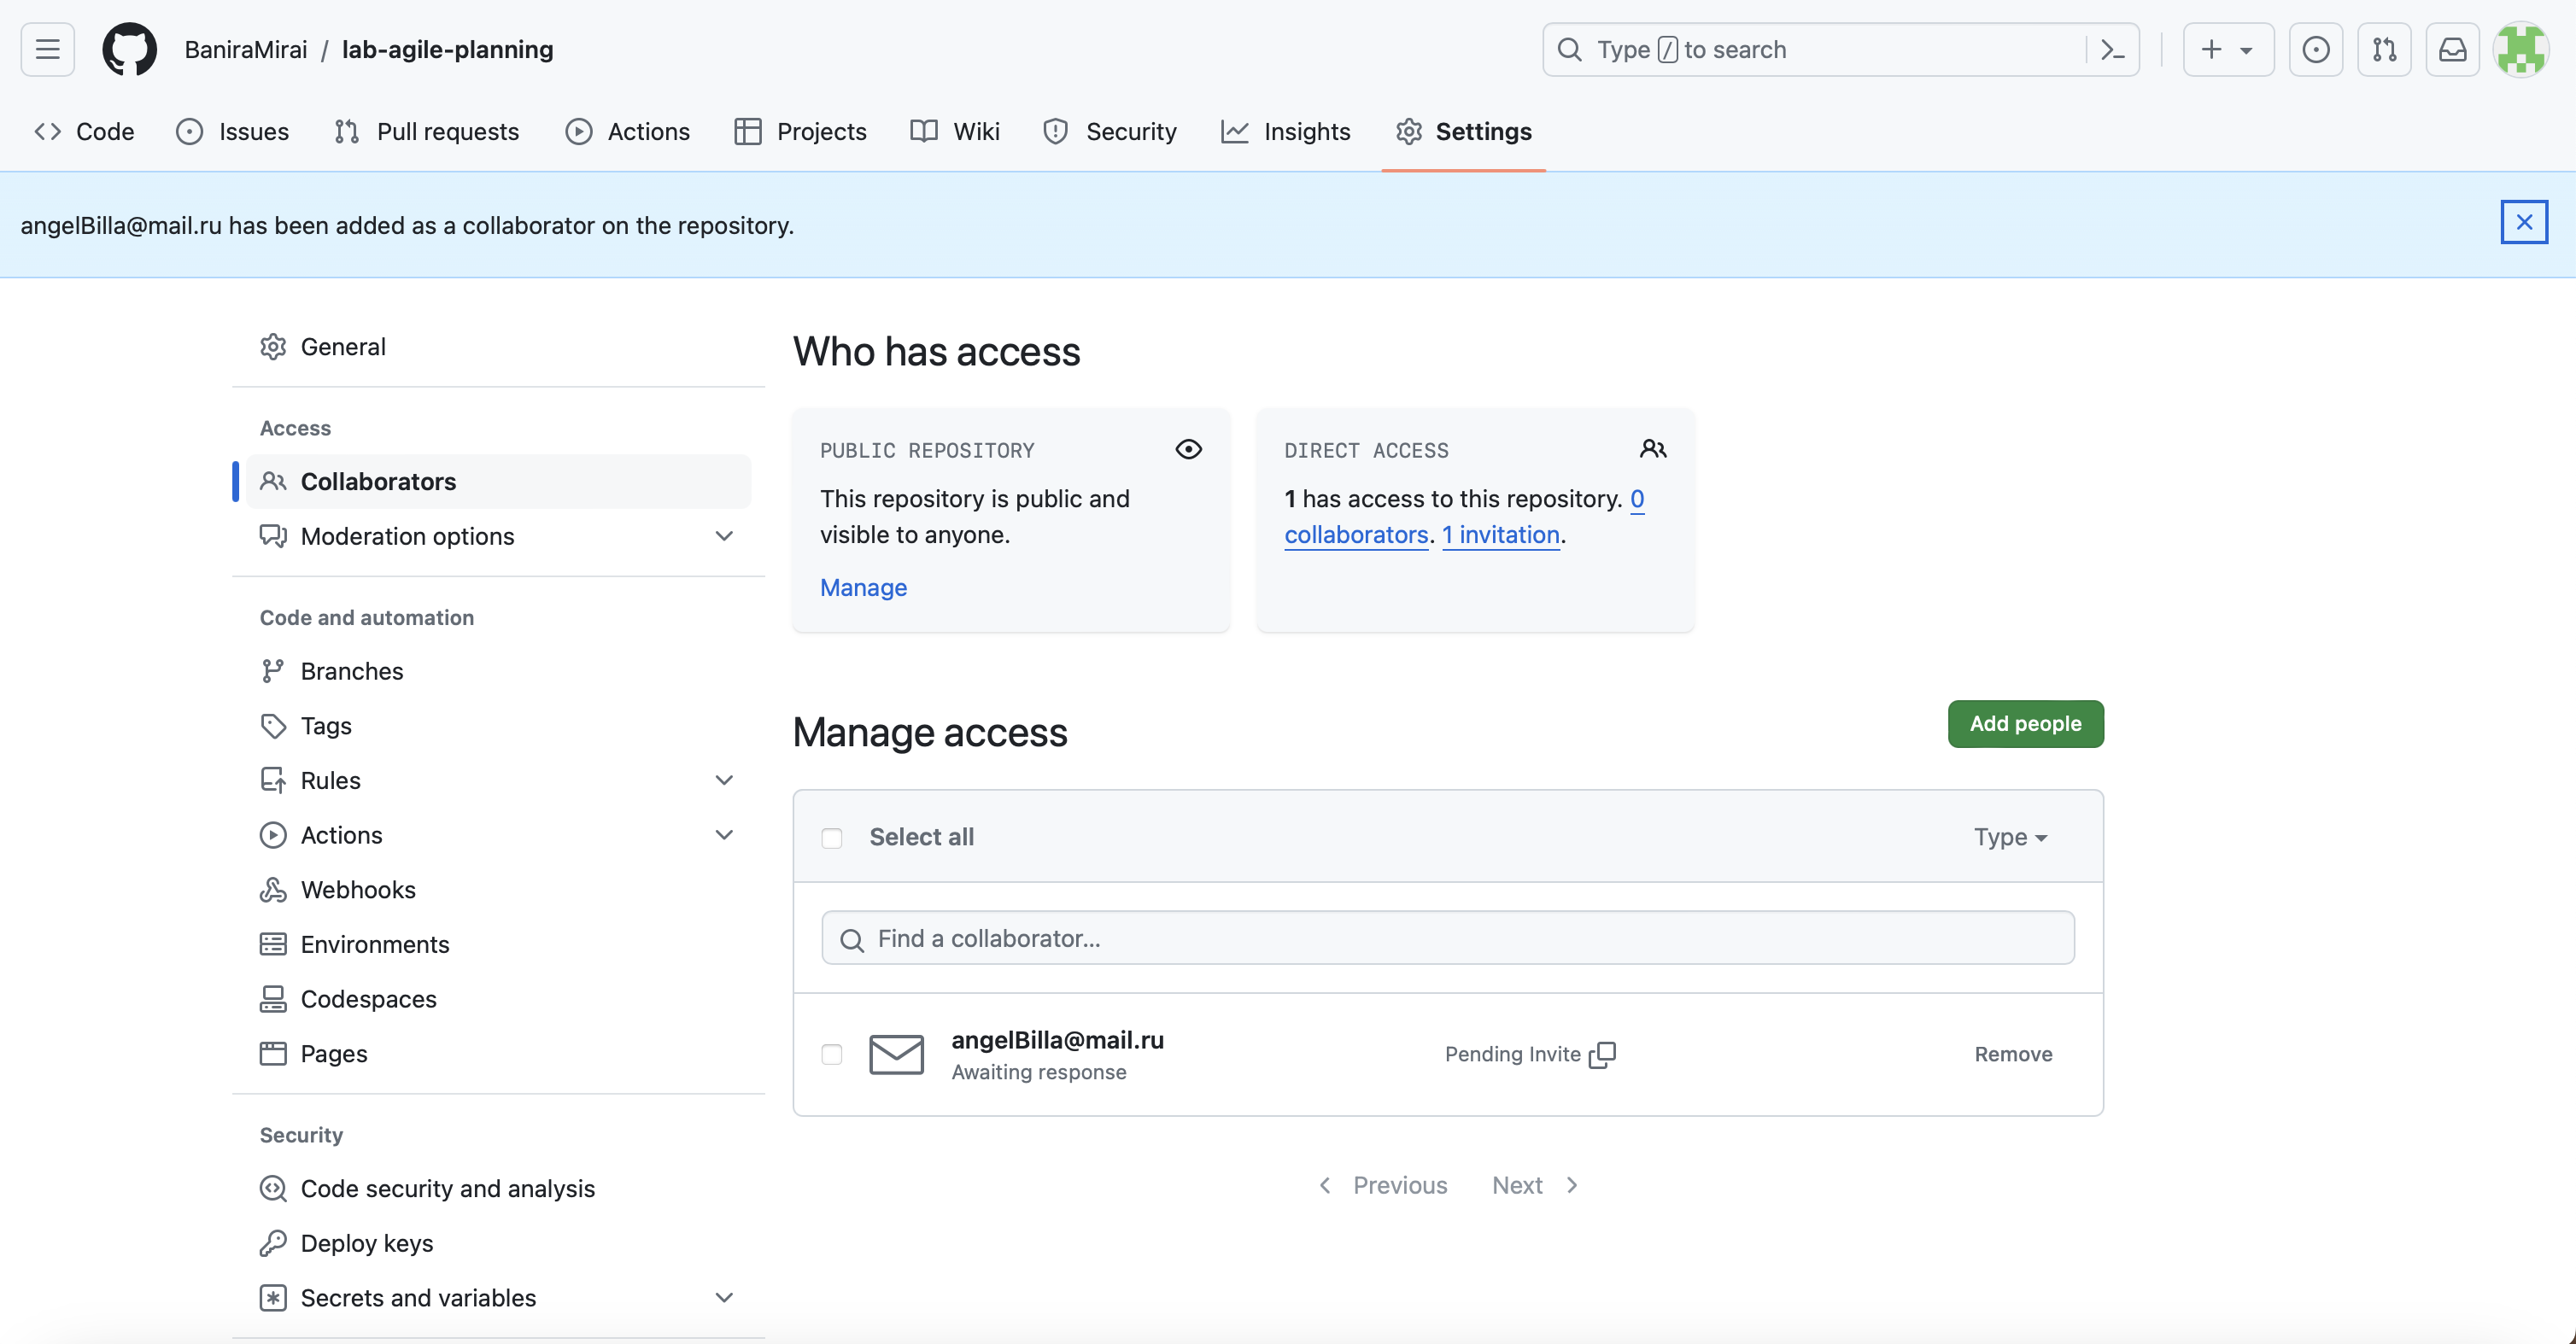 BaniraMirai / lab-agile-planning
Type / to search
Code
Issues
Pull requests
Actions
Projects
Wiki
Security
Insights
Settings
angelBilla@mail.ru has been added as a collaborator on the repository.
General
Access
Collaborators
Moderation options
Code and automation
Branches
Tags
Rules
Actions
Webhooks
Environments
Codespaces
Pages
Security
Code security and analysis
Deploy keys
Secrets and variables
Who has access
PUBLIC REPOSITORY
This repository is public and
visible to anyone.
Manage
DIRECT ACCESS
1 has access to this repository. 0
collaborators. 1 invitation.
Manage access
Add people
Select all
Type
Find a collaborator...
angelBilla@mail.ru
Awaiting response
Pending Invite
Remove
Previous
Next